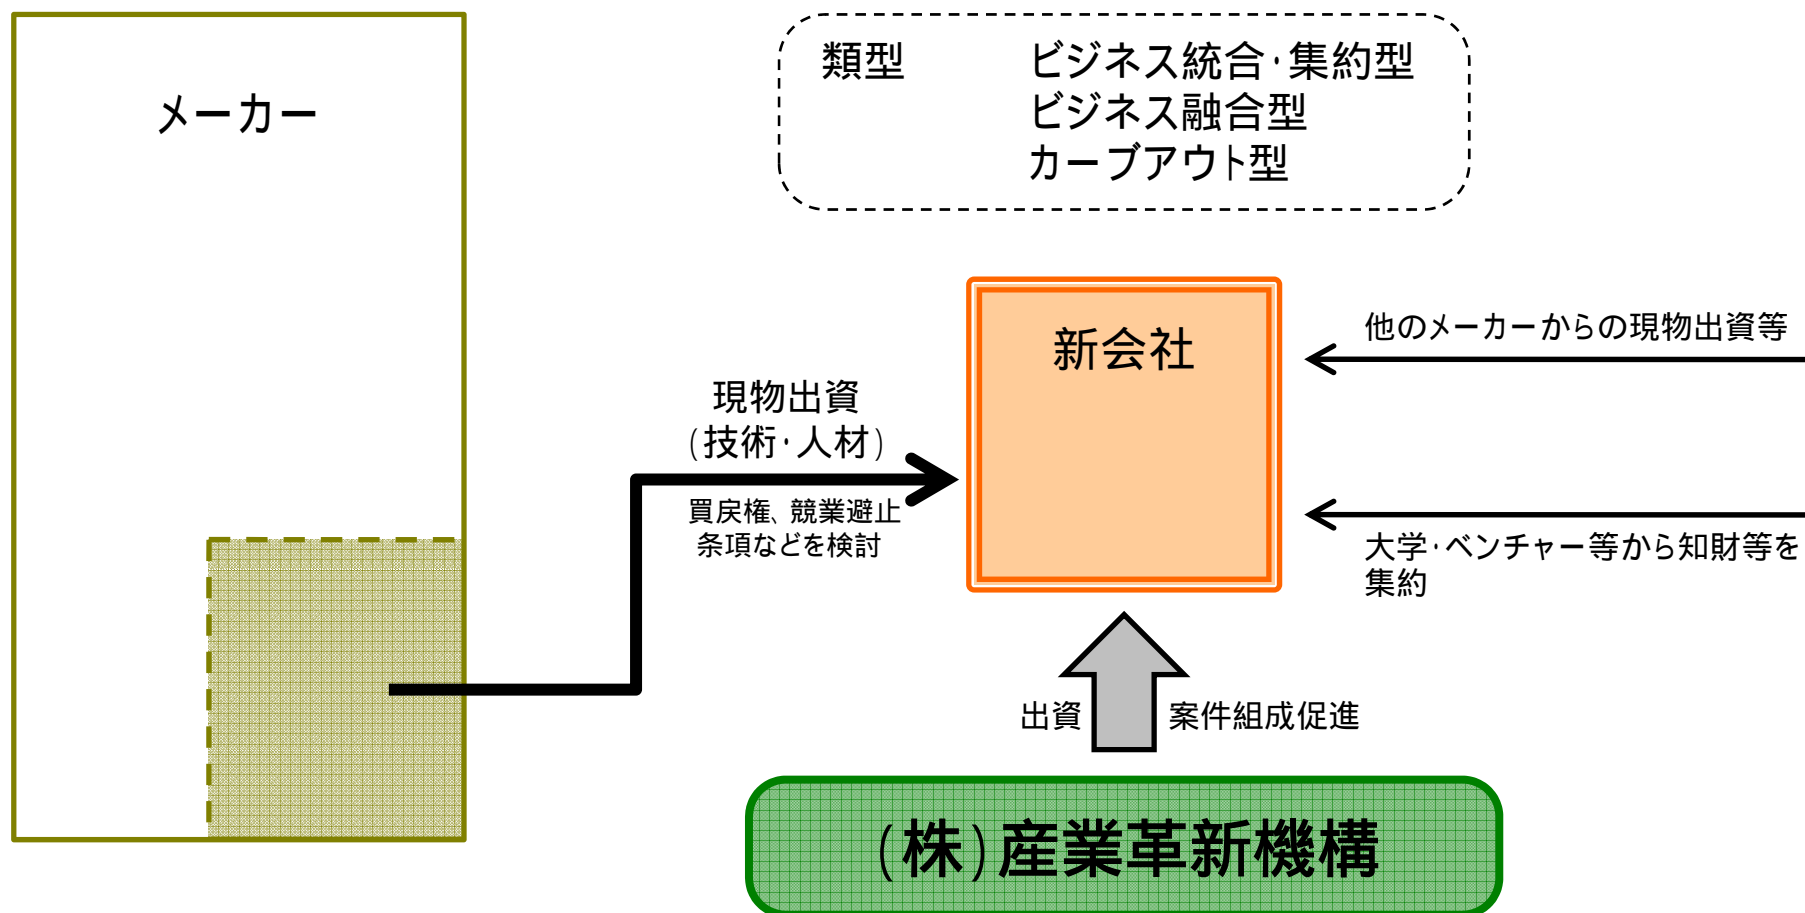 メーカー
類型 ビジネス統合・集約型
ビジネス融合型
カーブアウト型
新会社
他のメーカーからの現物出資等
現物出資
(技術・人材)
買戻権、競業避止
条項などを検討
大学・ベンチャー等から知財等を
集約
出資 案件組成促進
(株)産業革新機構